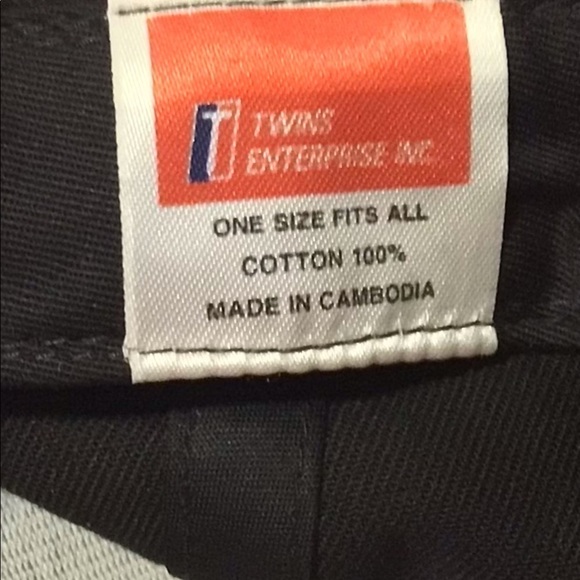 TWINS
ENTERPRISE INC.
ONE SIZE FITS ALL
COTTON 100%
MADE IN CAMBODIA